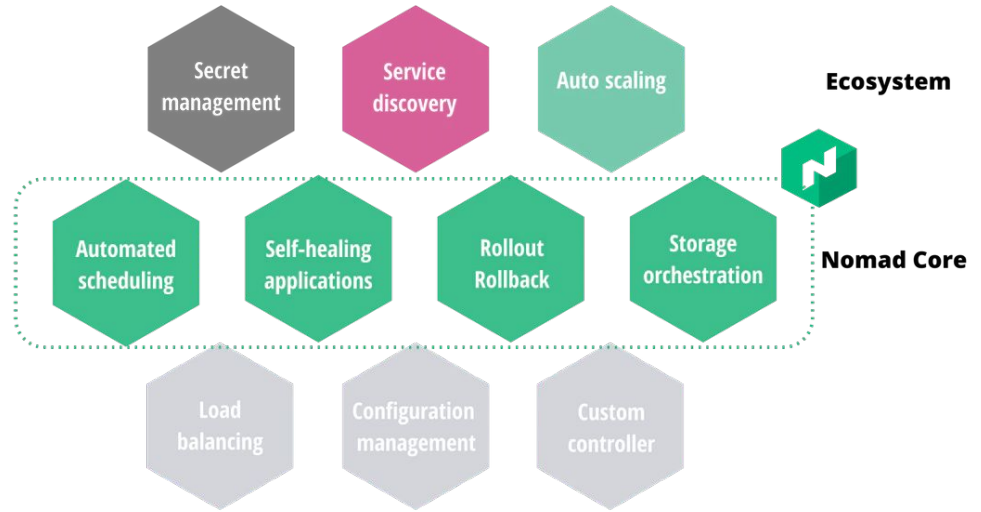 Secret
management
Service
discovery
Auto scaling
Ecosystem
Automated
scheduling
Self-healing
applications
Rollout
Rollback
Storage
orchestration
Nomad Core
Load
balancing
Configuration
management
Custom
controller